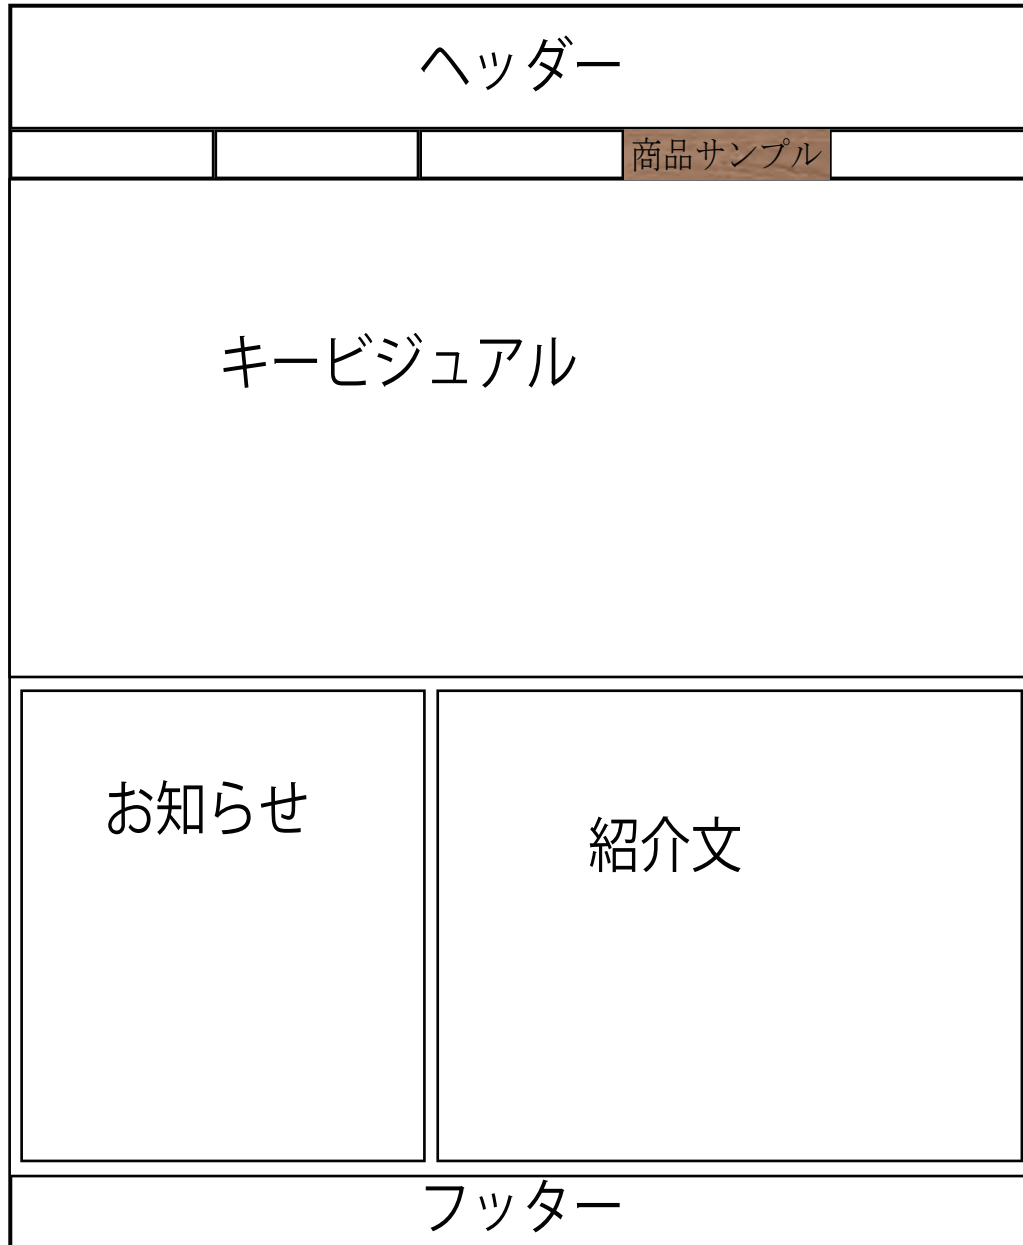 ヘッダー
商品サンプル
キービジュアル
お知らせ
紹介文
フッター